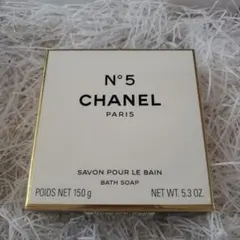 N°5
CHANEL
PARIS
SAVON POUR LE BAIN
BATH SOAP
POIDS NET 150 g NET WT. 5.3 OZ.